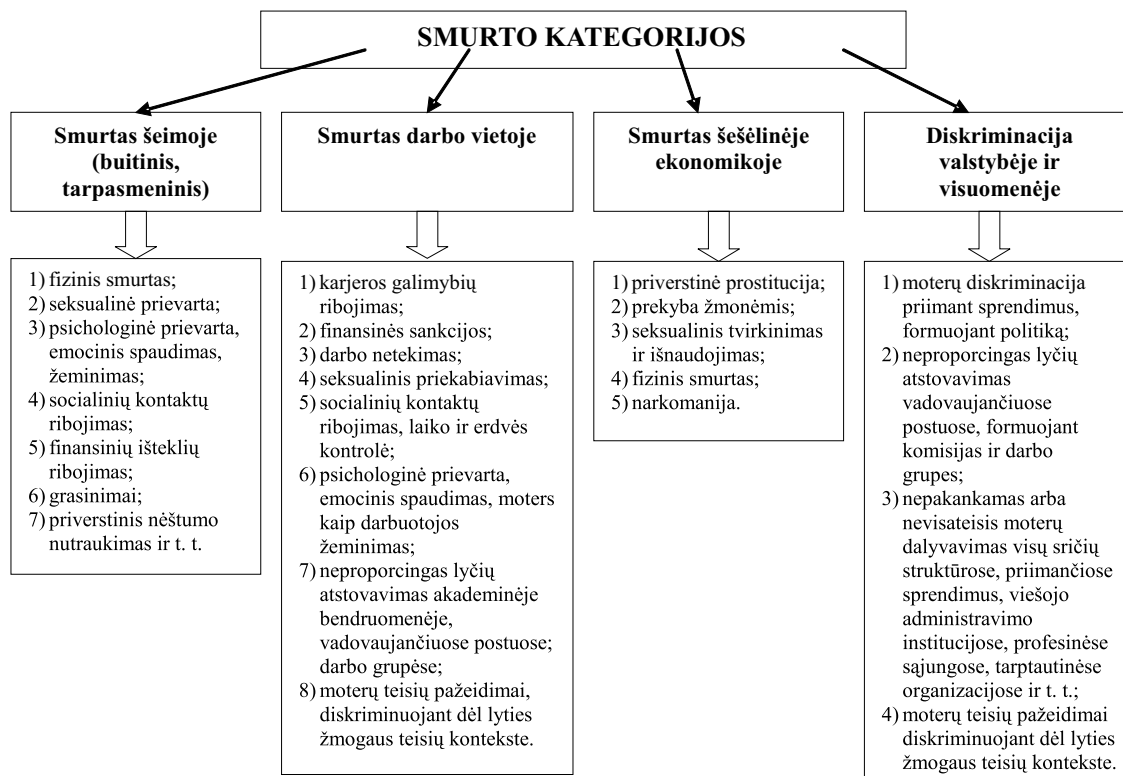 SMURTO KATEGORIJOS
Smurtas šeimoje
(buitinis,
tarpasmeninis)
1) fizinis smurtas;
2) seksualinė prievarta;
3) psichologinė prievarta,
emocinis spaudimas,
žeminimas;
4) socialinių kontaktų
ribojimas;
5) finansinių išteklių
ribojimas;
6) grasinimai;
7) priverstinis nėštumo
nutraukimas ir t. t.
Smurtas darbo vietoje
1) karjeros galimybių
ribojimas;
2) finansinės sankcijos;
3) darbo netekimas;
4) seksualinis priekabiavimas;
5) socialinių kontaktų
ribojimas, laiko ir erdvės
kontrolė;
6) psichologinė prievarta,
emocinis spaudimas, moters
kaip darbuotojos
žeminimas;
7) neproporcingas lyčių
atstovavimas akademinėje
bendruomenėje,
vadovaujančiuose postuose;
darbo grupėse;
8) moterų teisių pažeidimai,
diskriminuojant dėl lyties
žmogaus teisių kontekste.
Smurtas šešėlinėje
ekonomikoje
1) priverstinė prostitucija;
2) prekyba žmonėmis;
3) seksualinis tvirkinimas
ir išnaudojimas;
4) fizinis smurtas;
5) narkomanija.
Diskriminacija
valstybėje ir
visuomenėje
1) moterų diskriminacija
priimant sprendimus,
formuojant politiką;
2) neproporcingas lyčių
atstovavimas
vadovaujančiuose
postuose, formuojant
komisijas ir darbo
grupes;
3) nepakankamas arba
nevisateisis moterų
dalyvavimas visų sričių
struktūrose, priimančiose
sprendimus, viešojo
administravimo
institucijose, profesinėse
sąjungose, tarptautinėse
organizacijose ir t. t.;
4) moterų teisių pažeidimai
diskriminuojant dėl lyties
žmogaus teisių kontekste.